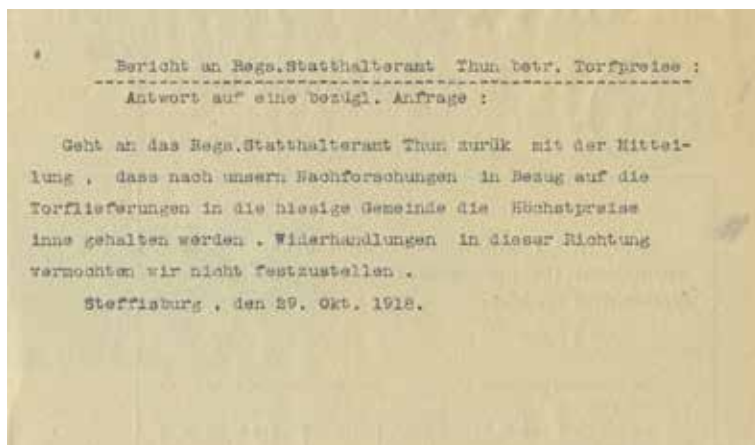 Bericht an Regs.Statthalteramt Thun betr. Torfpreise :
Antwort auf eine bezügl. Anfrage :
Geht an das Regs.Statthalteramt Thun zurük mit der Mittei-
lung , dass nach unsern Nachforschungen in Bezug auf die
Torflieferungen in die hiesige Gemeinde die Höchstpreise
inne gehalten werden . Widerhandlungen in dieser Richtung
vermochten wir nicht festzustellen .
Steffisburg , den 29. Okt. 1918.